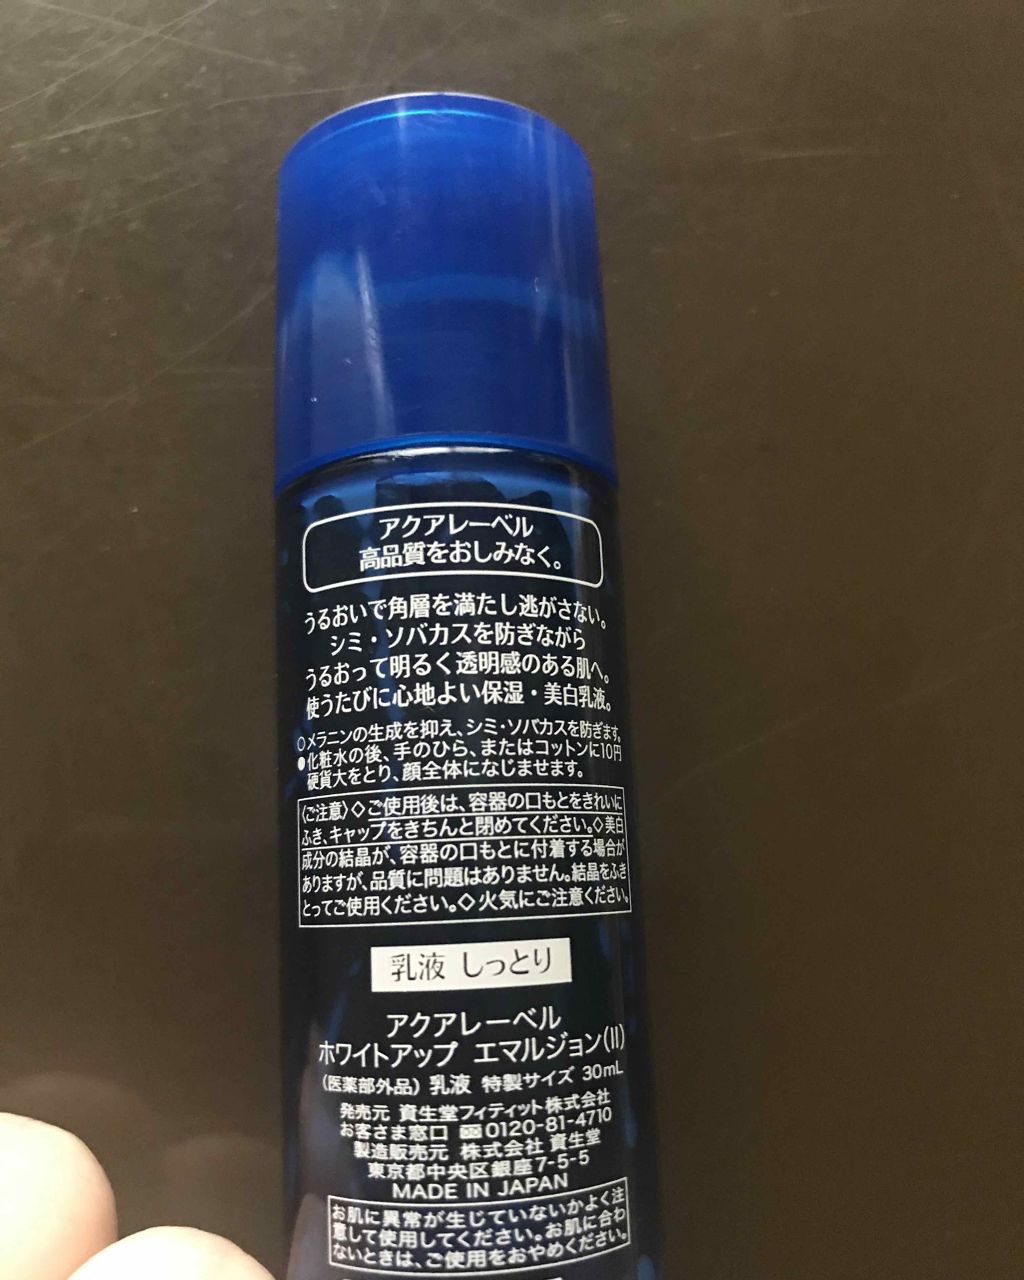 アクアレーベル
高品質をおしみなく。
うるおいで角層を満たし逃がさない。
シミ・ソバカスを防ぎながら
うるおって明るく透明感のある肌へ。
使うたびに心地よい保湿・美白乳液。
○メラニンの生成を抑え、シミ・ソバカスを防ぎます。
●化粧水の後、手のひら、またはコットンに10円
硬貨大をとり、顔全体になじませます。
〈ご注意〉◇ご使用後は、容器の口もとをきれいに
ふき、キャップをきちんと閉めてください。◇美白
成分の結晶が、容器の口もとに付着する場合が
ありますが、品質に問題はありません。結晶をふき
とってご使用ください。◇火気にご注意ください。
乳液 しっとり
アクアレーベル
ホワイトアップ エマルジョン(II)
(医薬部外品) 乳液 特製サイズ 30mL
発売元 資生堂フィティット株式会社
お客さま窓口 0120-81-4710
製造販売元 株式会社 資生堂
東京都中央区銀座7-5-5
MADE IN JAPAN
お肌に異常が生じていないかよく注
意して使用してください。お肌に合わ
ないときは、ご使用をおやめください。